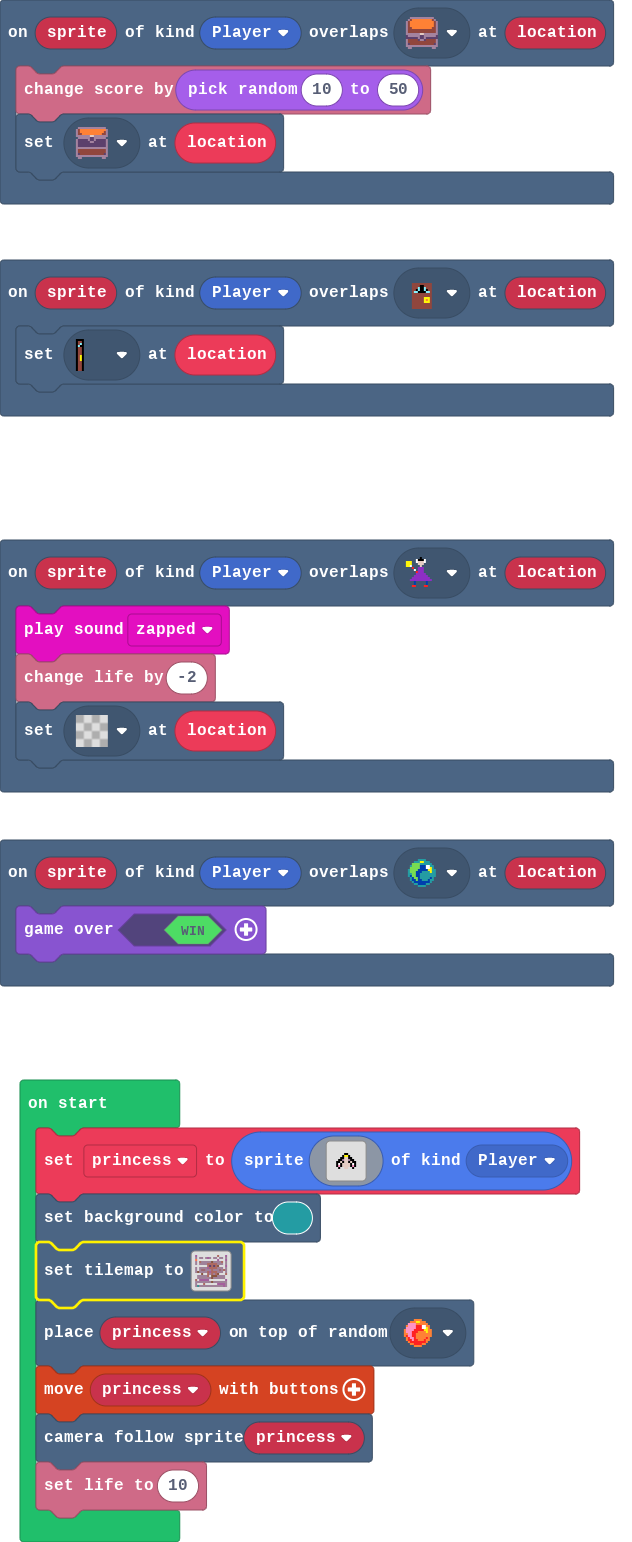 on sprite of kind Player overlaps at location
change score by pick random 10 to 50
set at location
on sprite of kind Player overlaps at location
set at location
on sprite of kind Player overlaps at location
play sound zapped
change life by -2
set at location
on sprite of kind Player overlaps at location
game over WIN
on start
set princess to sprite of kind Player
set background color to
set tilemap to
place princess on top of random
move princess with buttons
camera follow sprite princess
set life to 10